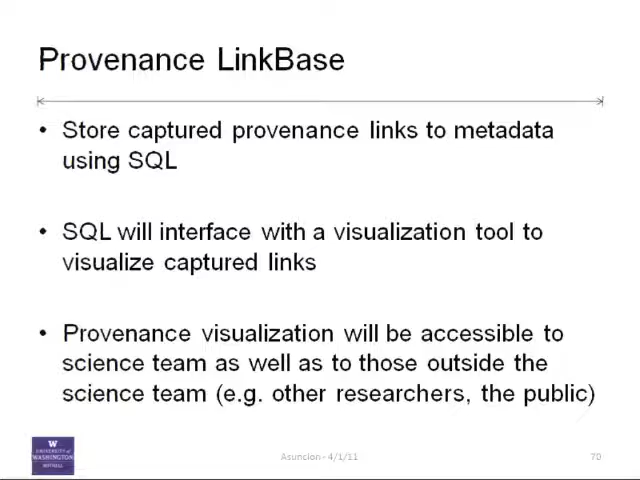 Provenance LinkBase
• Store captured provenance links to metadata
using SQL
• SQL will interface with a visualization tool to
visualize captured links
• Provenance visualization will be accessible to
science team as well as to those outside the
science team (e.g. other researchers, the public)
W
UNIVERSITY of
WASHINGTON
BOTHELL
Asuncion - 4/1/11
70